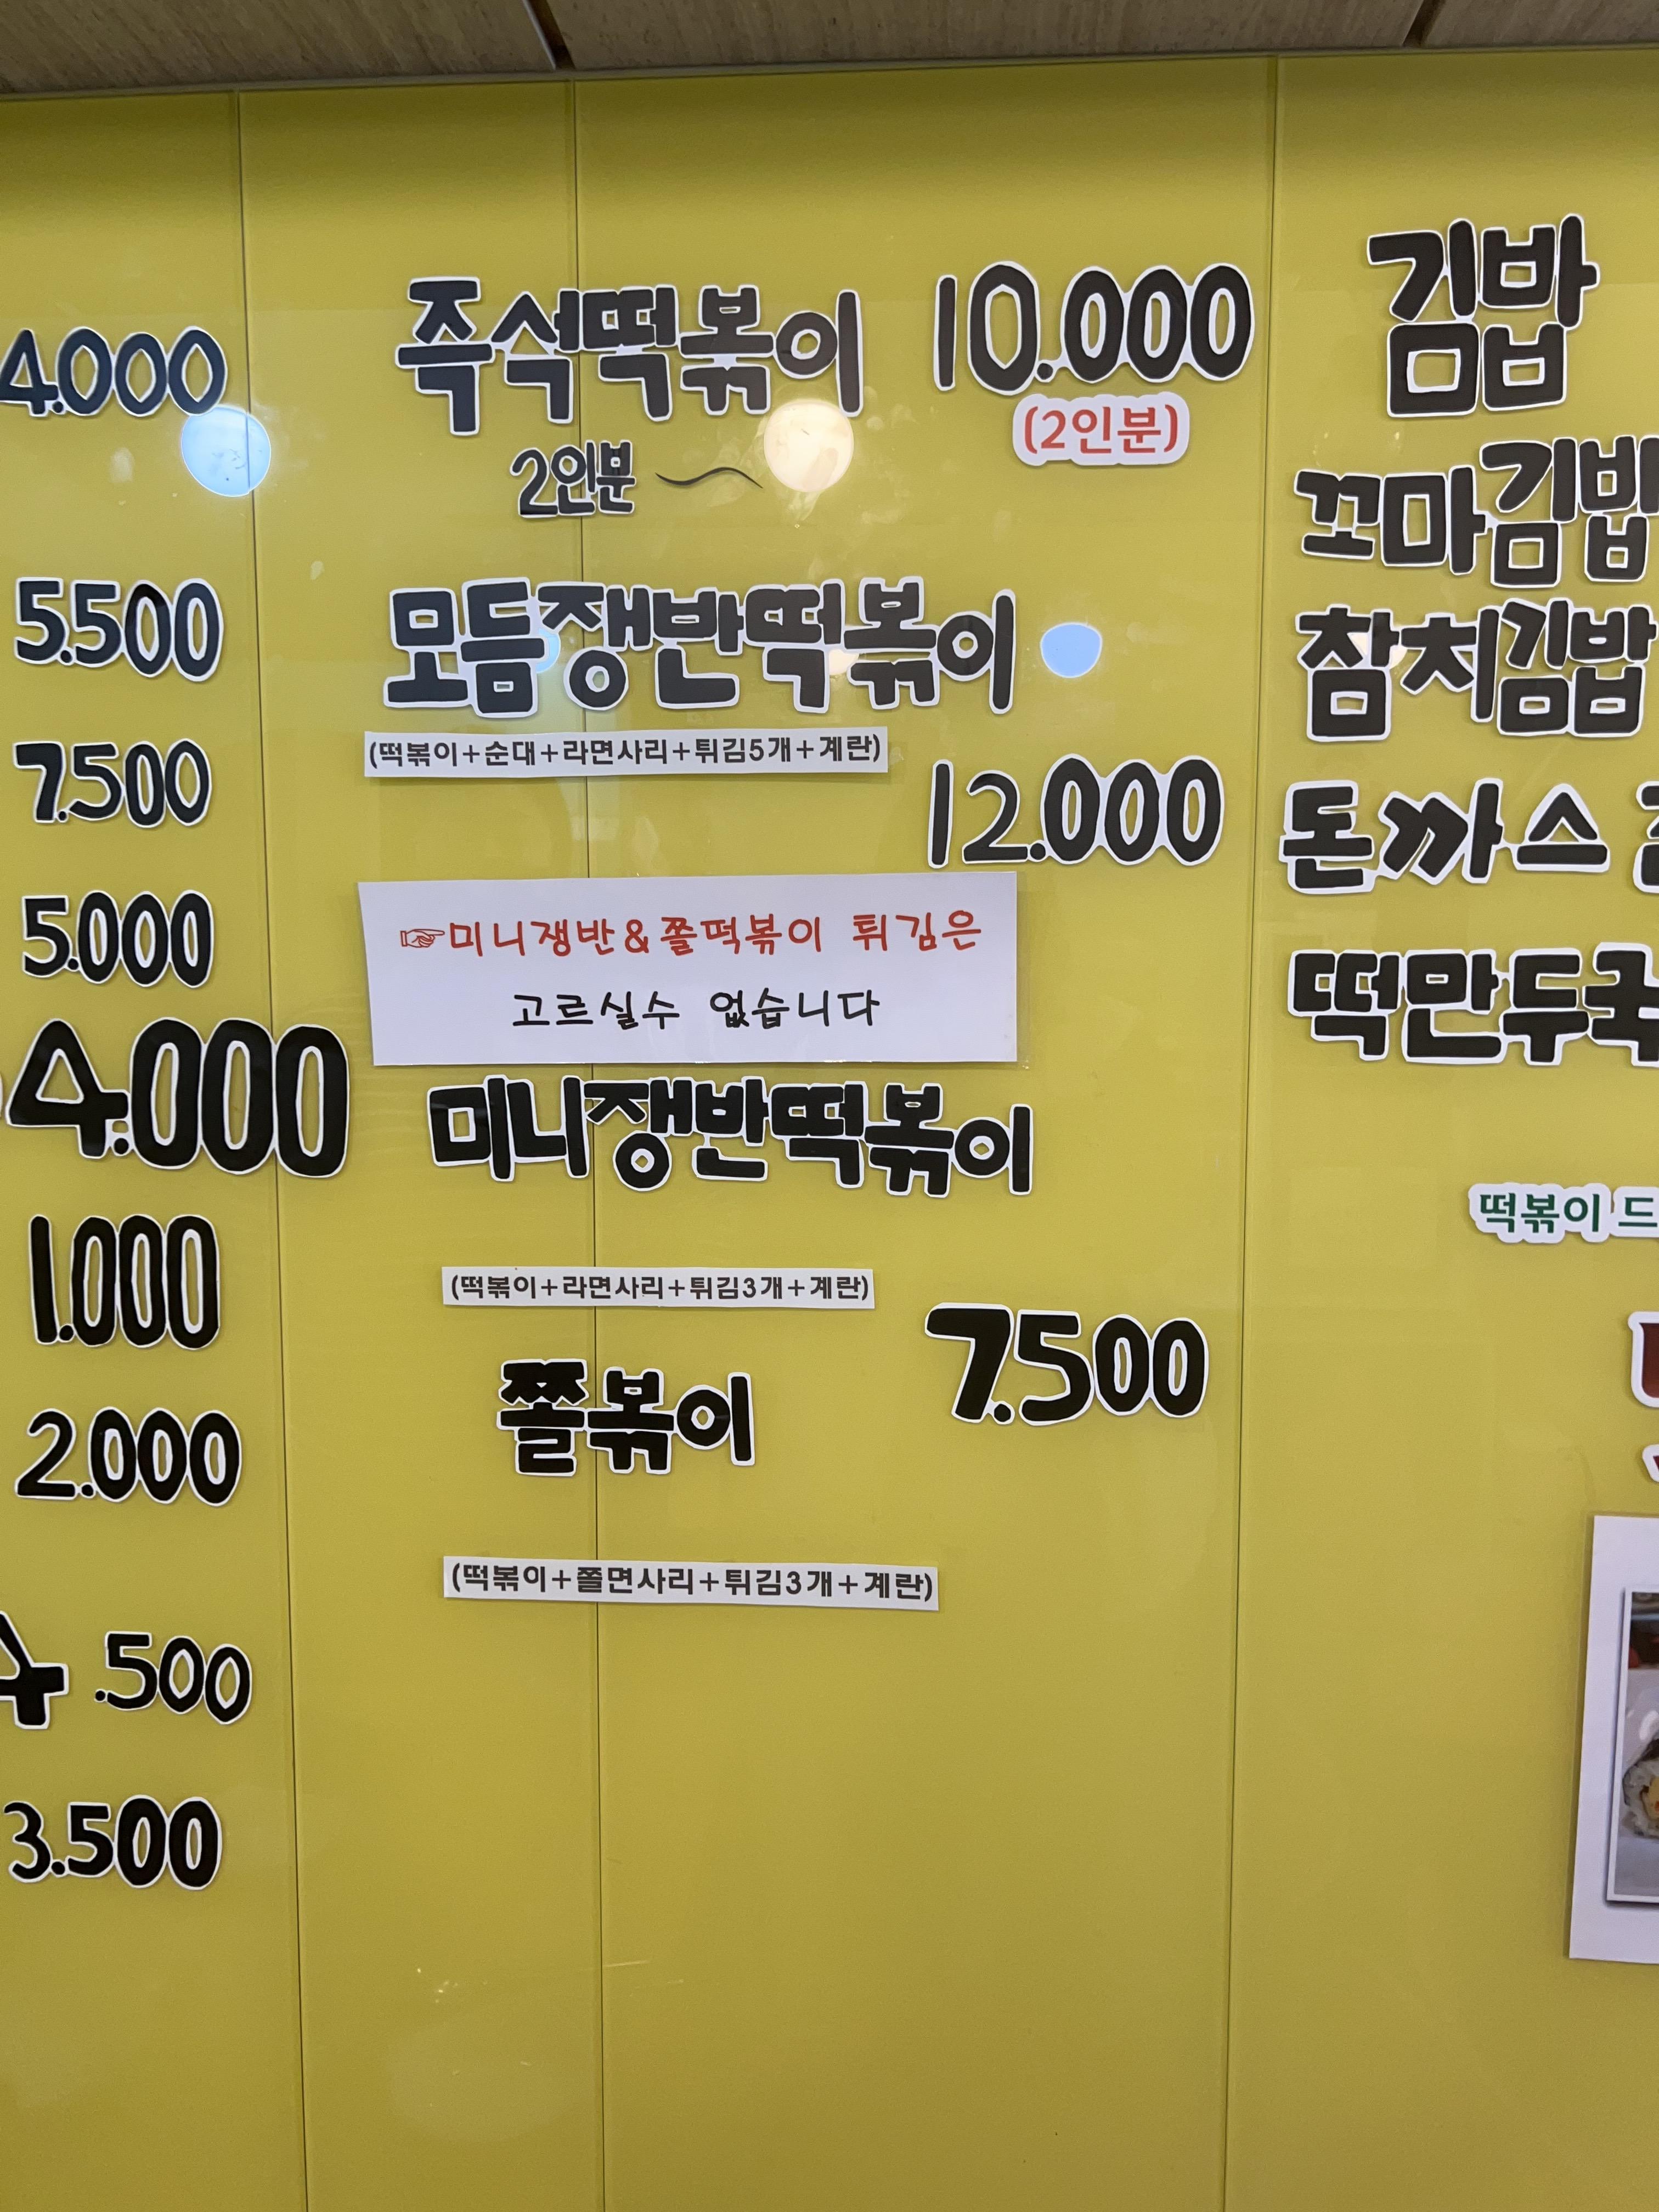 4.000
5.500
7.500
5.000
4.000
1.000
2.000
4.500
3.500
즉석떡볶이 10.000
(2인분)
2인분 ~
모듬쟁반떡볶이
(떡볶이+순대+라면사리+튀김5개+계란)
12.000
☞미니쟁반&쫄떡볶이 튀김은
고르실수 없습니다
미니쟁반떡볶이
(떡볶이+라면사리+튀김3개+계란)
7.500
쫄볶이
(떡볶이+쫄면사리+튀김3개+계란)
김밥
꼬마김밥
참치김밥
돈까스
떡만두국
떡볶이 드